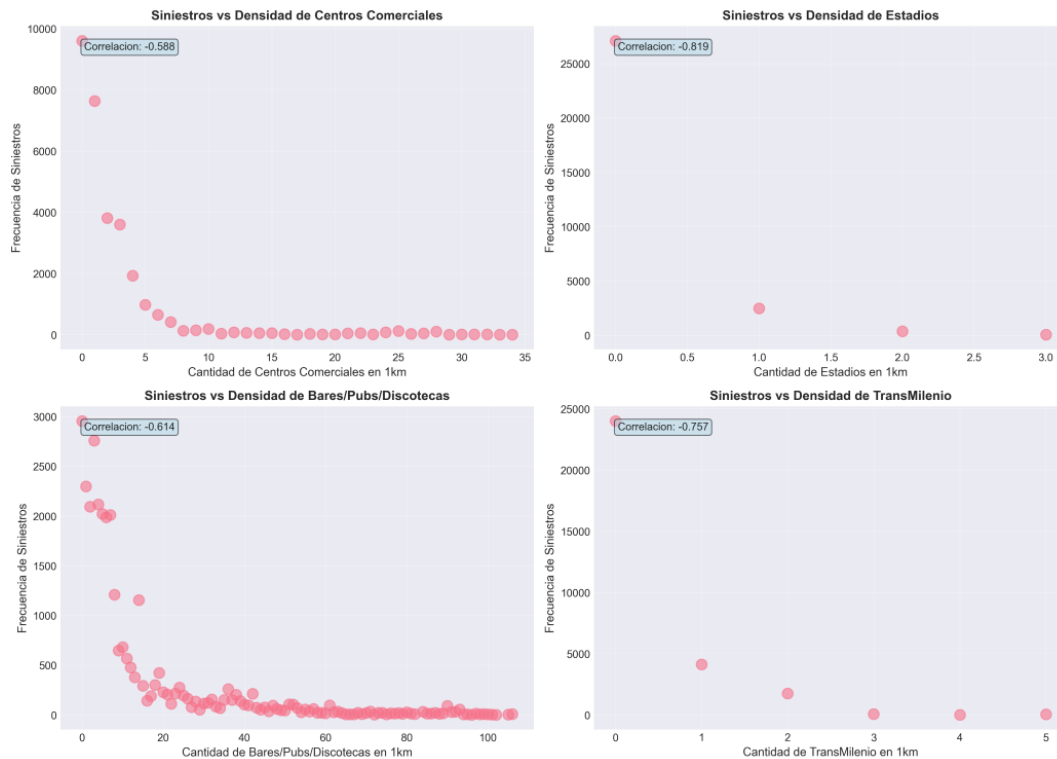 Siniestros vs Densidad de Centros Comerciales
Correlacion: -0.588
10000
8000
6000
4000
2000
0
Frecuencia de Siniestros
0 5 10 15 20 25 30 35
Cantidad de Centros Comerciales en 1km
Siniestros vs Densidad de Estadios
Correlacion: -0.819
25000
20000
15000
10000
5000
0
Frecuencia de Siniestros
0.0 0.5 1.0 1.5 2.0 2.5 3.0
Cantidad de Estadios en 1km
Siniestros vs Densidad de Bares/Pubs/Discotecas
Correlacion: -0.614
3000
2500
2000
1500
1000
500
0
Frecuencia de Siniestros
0 20 40 60 80 100
Cantidad de Bares/Pubs/Discotecas en 1km
Siniestros vs Densidad de TransMilenio
Correlacion: -0.757
25000
20000
15000
10000
5000
0
Frecuencia de Siniestros
0 1 2 3 4 5
Cantidad de TransMilenio en 1km